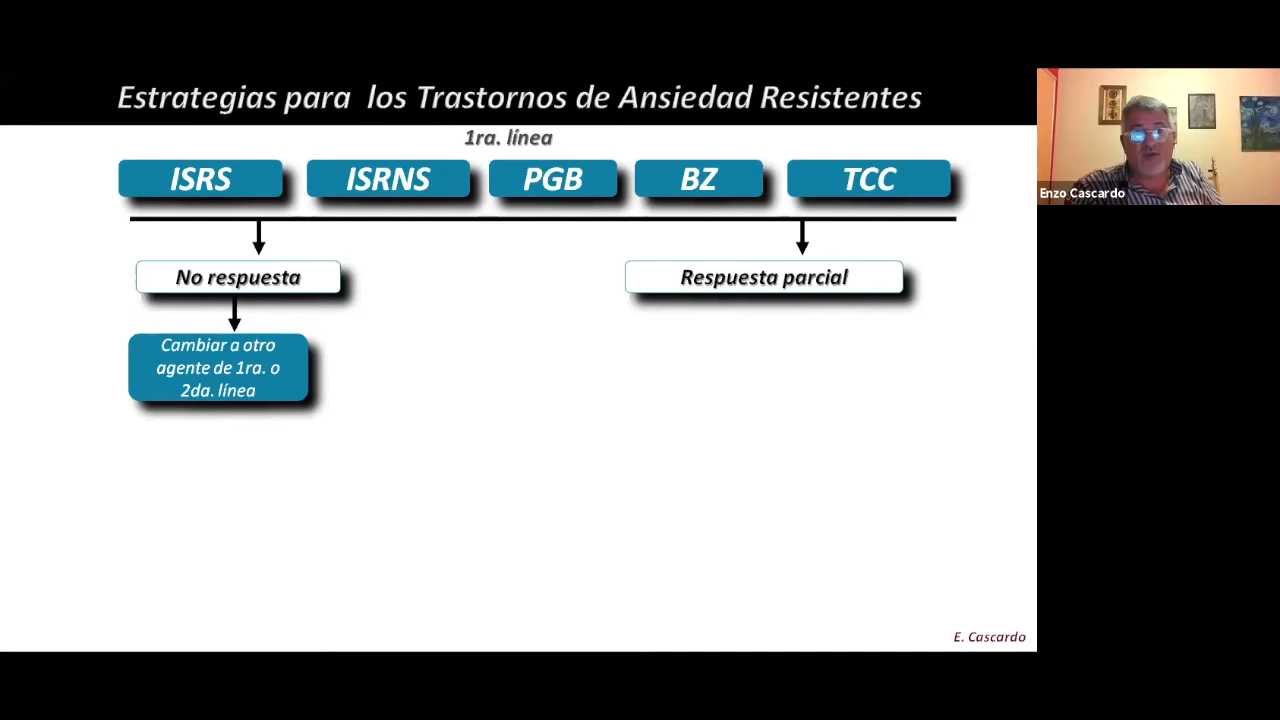 Estrategias para los Trastornos de Ansiedad Resistentes
1ra. línea
ISRS
ISRNS
PGB
BZ
TCC
No respuesta
Respuesta parcial
Cambiar a otro
agente de 1ra. o
2da. línea
E. Cascardo
Enzo Cascardo